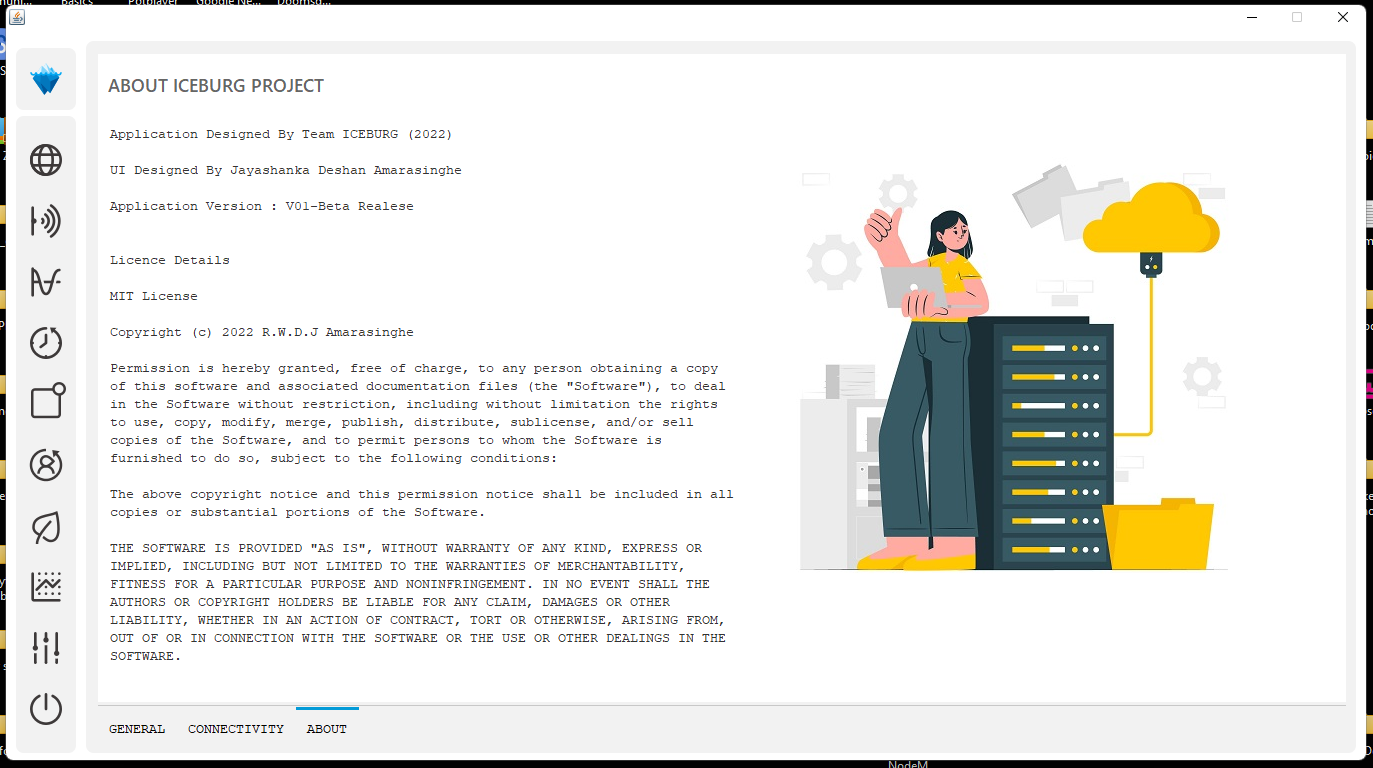 Basics
Potplayer
Google Ne...
Doomsd...
ABOUT ICEBURG PROJECT
Application Designed By Team ICEBURG (2022)
UI Designed By Jayashanka Deshan Amarasinghe
Application Version : V01-Beta Realese
Licence Details
MIT License
Copyright (c) 2022 R.W.D.J Amarasinghe
Permission is hereby granted, free of charge, to any person obtaining a copy
of this software and associated documentation files (the "Software"), to deal
in the Software without restriction, including without limitation the rights
to use, copy, modify, merge, publish, distribute, sublicense, and/or sell
copies of the Software, and to permit persons to whom the Software is
furnished to do so, subject to the following conditions:
The above copyright notice and this permission notice shall be included in all
copies or substantial portions of the Software.
THE SOFTWARE IS PROVIDED "AS IS", WITHOUT WARRANTY OF ANY KIND, EXPRESS OR
IMPLIED, INCLUDING BUT NOT LIMITED TO THE WARRANTIES OF MERCHANTABILITY,
FITNESS FOR A PARTICULAR PURPOSE AND NONINFRINGEMENT. IN NO EVENT SHALL THE
AUTHORS OR COPYRIGHT HOLDERS BE LIABLE FOR ANY CLAIM, DAMAGES OR OTHER
LIABILITY, WHETHER IN AN ACTION OF CONTRACT, TORT OR OTHERWISE, ARISING FROM,
OUT OF OR IN CONNECTION WITH THE SOFTWARE OR THE USE OR OTHER DEALINGS IN THE
SOFTWARE.
GENERAL CONNECTIVITY ABOUT
NodeM